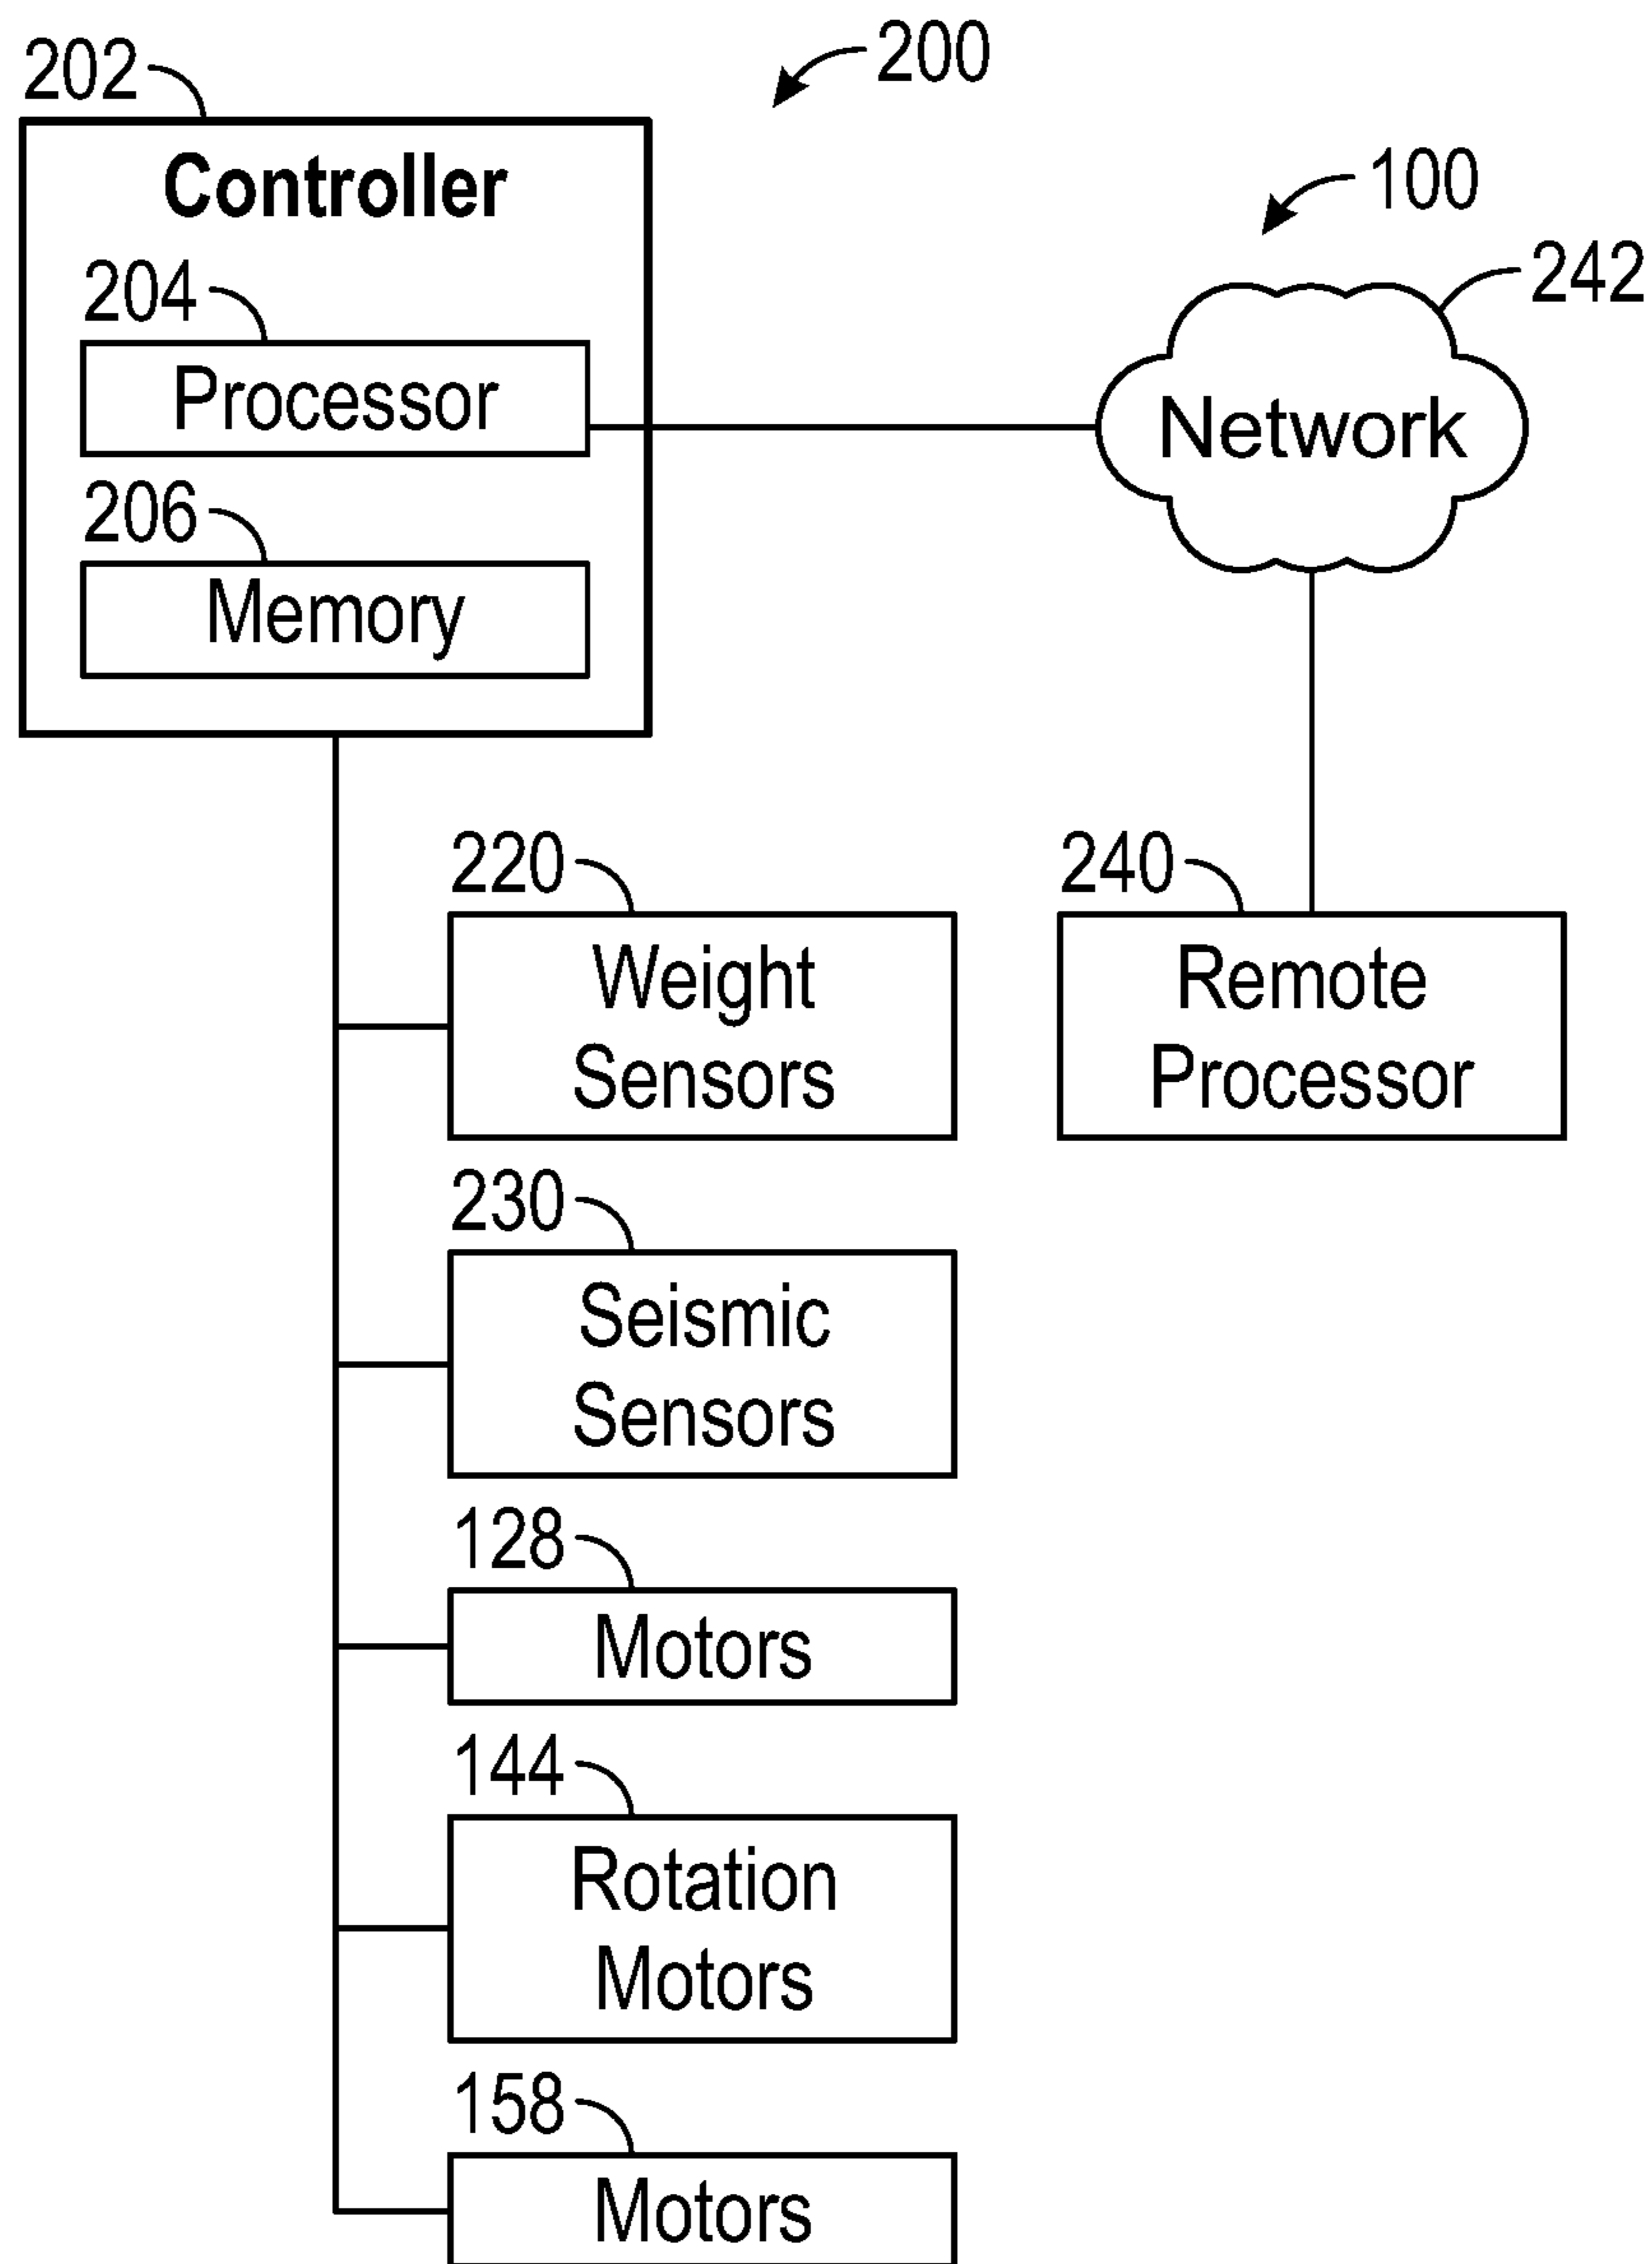 200
202
Controller
100
204
242
Processor
Network
206
Memory
220
240
Weight
Sensors
Remote
Processor
230
Seismic
Sensors
128
Motors
144
Rotation
Motors
158
Motors